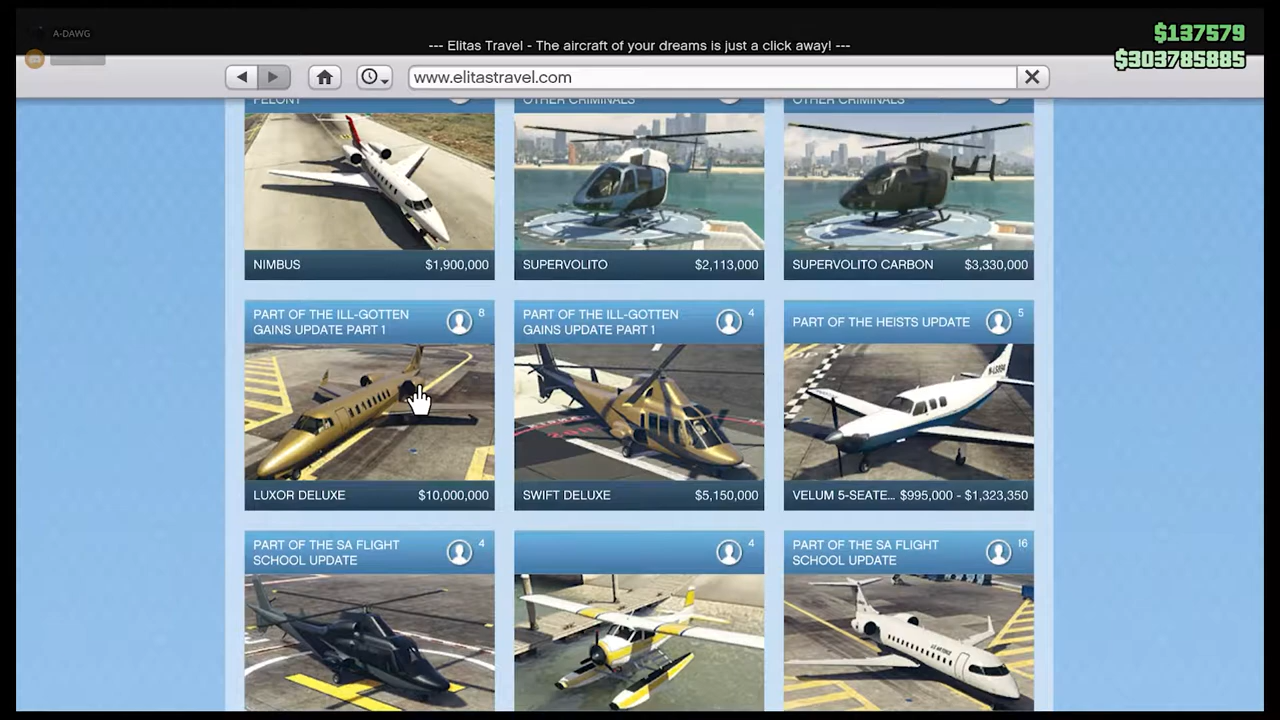 A-DAWG
--- Elitas Travel - The aircraft of your dreams is just a click away! ---
$137579
$303785885
www.elitastravel.com
FELONY
OTHER CRIMINALS
OTHER CRIMINALS
NIMBUS $1,900,000
SUPERVOLITO $2,113,000
SUPERVOLITO CARBON $3,330,000
PART OF THE ILL-GOTTEN
GAINS UPDATE PART 1
8
PART OF THE ILL-GOTTEN
GAINS UPDATE PART 1
4
PART OF THE HEISTS UPDATE
5
LUXOR DELUXE $10,000,000
SWIFT DELUXE $5,150,000
VELUM 5-SEATE... $995,000 - $1,323,350
PART OF THE SA FLIGHT
SCHOOL UPDATE
4
4
PART OF THE SA FLIGHT
SCHOOL UPDATE
16